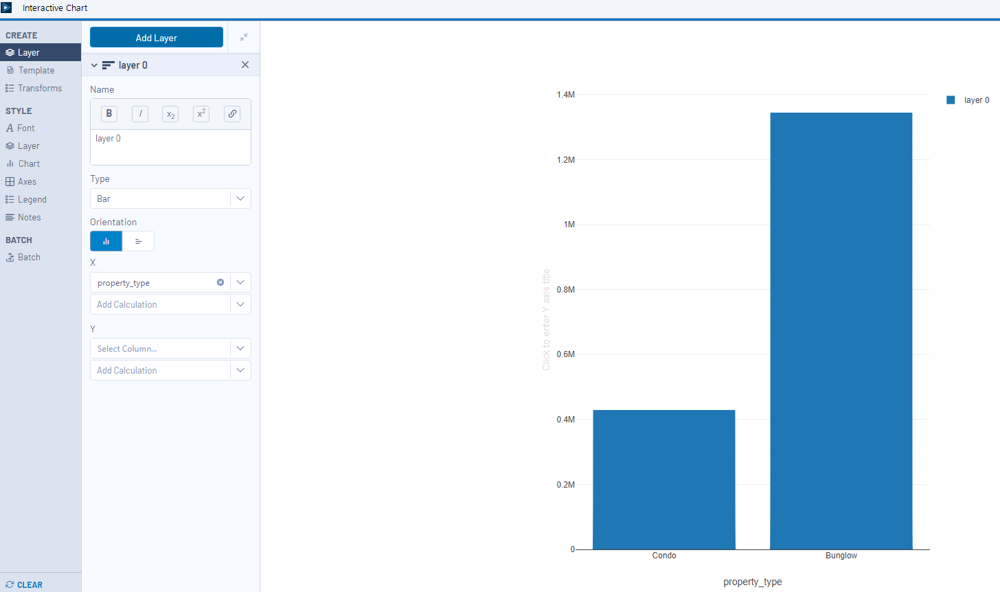 Interactive Chart
CREATE
Layer
Template
Transforms
STYLE
Font
Layer
Chart
Axes
Legend
Notes
BATCH
Batch
CLEAR
Add Layer
layer 0
Name
B I x2 x2
layer 0
Type
Bar
Orientation
X
property_type
Add Calculation
Y
Select Column...
Add Calculation
Click to enter Y axis title
1.4M
1.2M
1M
0.8M
0.6M
0.4M
0.2M
0
Condo Bunglow
property_type
layer 0